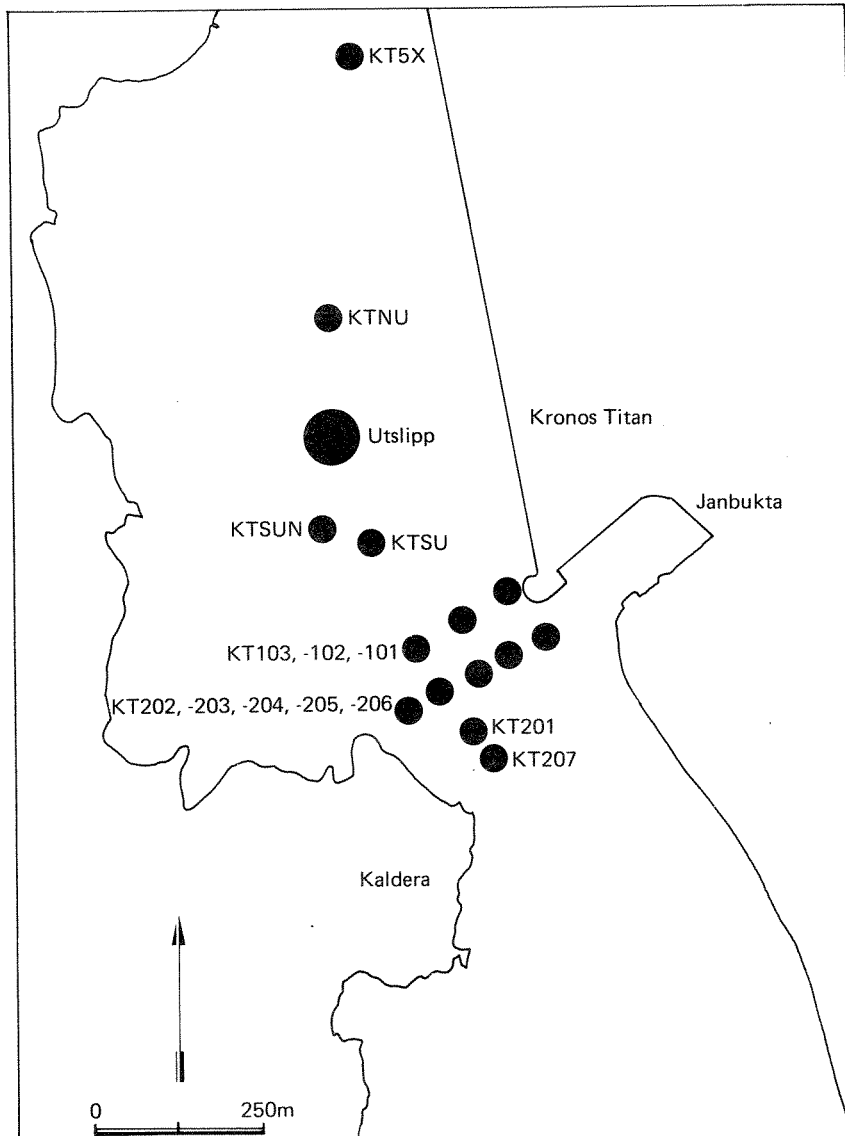 KT5X
KTNU
Kronos Titan
Utslipp
Janbukta
KTSUN
KTSU
KT103, -102, -101
KT202, -203, -204, -205, -206
KT201
KT207
Kaldera
0 250m